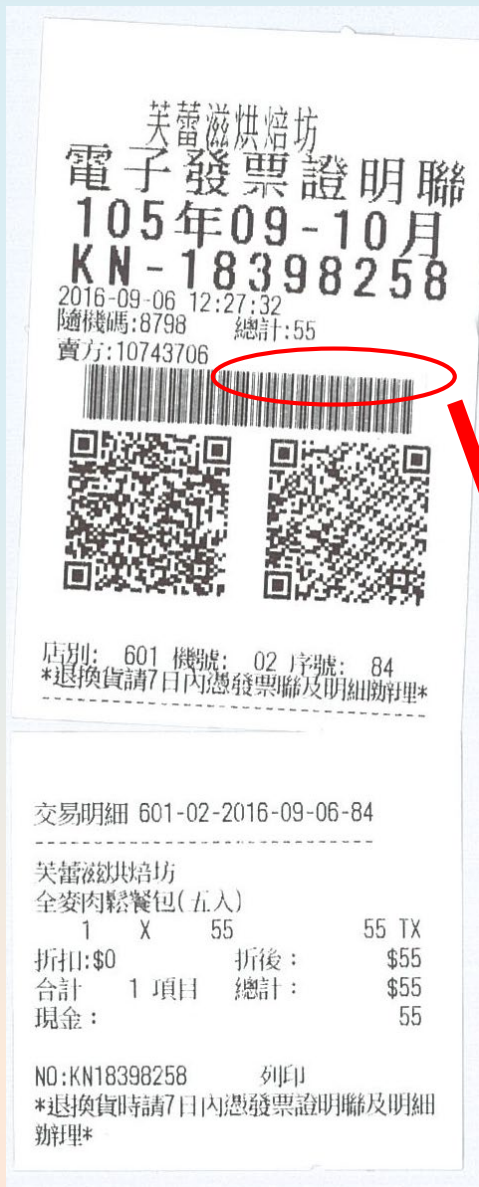 芙蕾滋烘焙坊
電子發票證明聯
105年09-10月
KN-18398258
2016-09-06 12:27:32
隨機碼:8798 總計:55
賣方:10743706
店別: 601 機號: 02 序號: 84
*退換貨請7日內憑發票聯及明細辦理*
交易明細 601-02-2016-09-06-84
芙蕾滋烘焙坊
全麥肉鬆餐包(五入)
1 X 55 55 TX
折扣:$0 折後: $55
合計 1 項目 總計: $55
現金: 55
NO:KN18398258 列印
*退換貨時請7日內憑發票證明聯及明細
辦理*